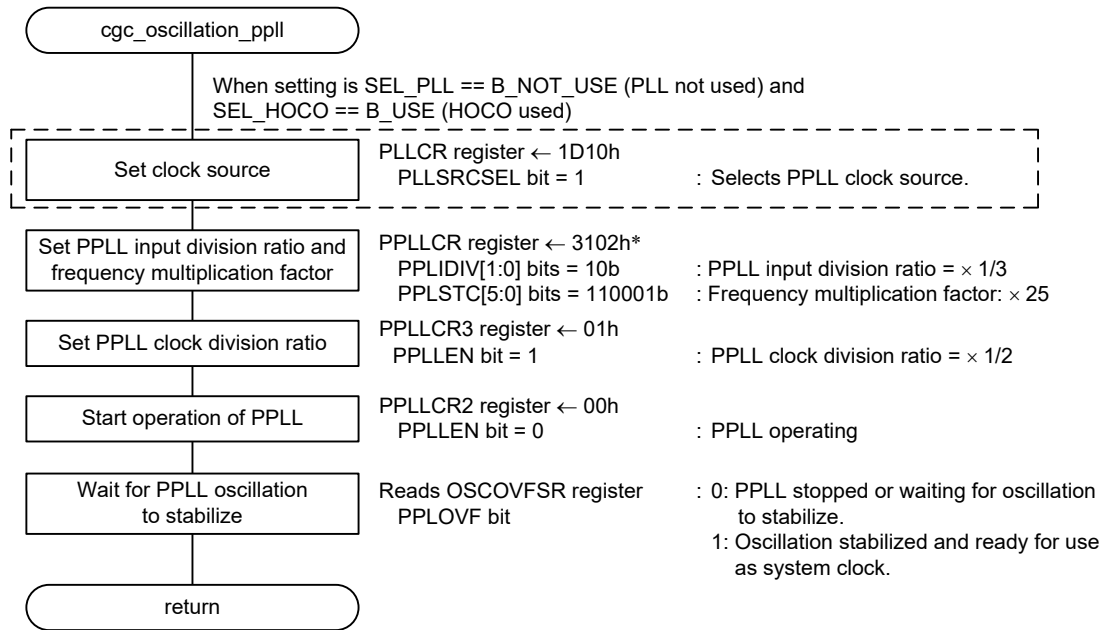 cgc_oscillation_ppll
When setting is SEL_PLL == B_NOT_USE (PLL not used) and
SEL_HOCO == B_USE (HOCO used)
Set clock source
PLLCR register ← 1D10h
PLLSRCSEL bit = 1 : Selects PPLL clock source.
Set PPLL input division ratio and
frequency multiplication factor
PPLLCR register ← 3102h*
PPLIDIV[1:0] bits = 10b : PPLL input division ratio = × 1/3
PPLSTC[5:0] bits = 110001b : Frequency multiplication factor: × 25
Set PPLL clock division ratio
PPLLCR3 register ← 01h
PPLLEN bit = 1 : PPLL clock division ratio = × 1/2
Start operation of PPLL
PPLLCR2 register ← 00h
PPLLEN bit = 0 : PPLL operating
Wait for PPLL oscillation
to stabilize
Reads OSCOVFSR register : 0: PPLL stopped or waiting for oscillation
PPLOVF bit to stabilize.
1: Oscillation stabilized and ready for use
as system clock.
return